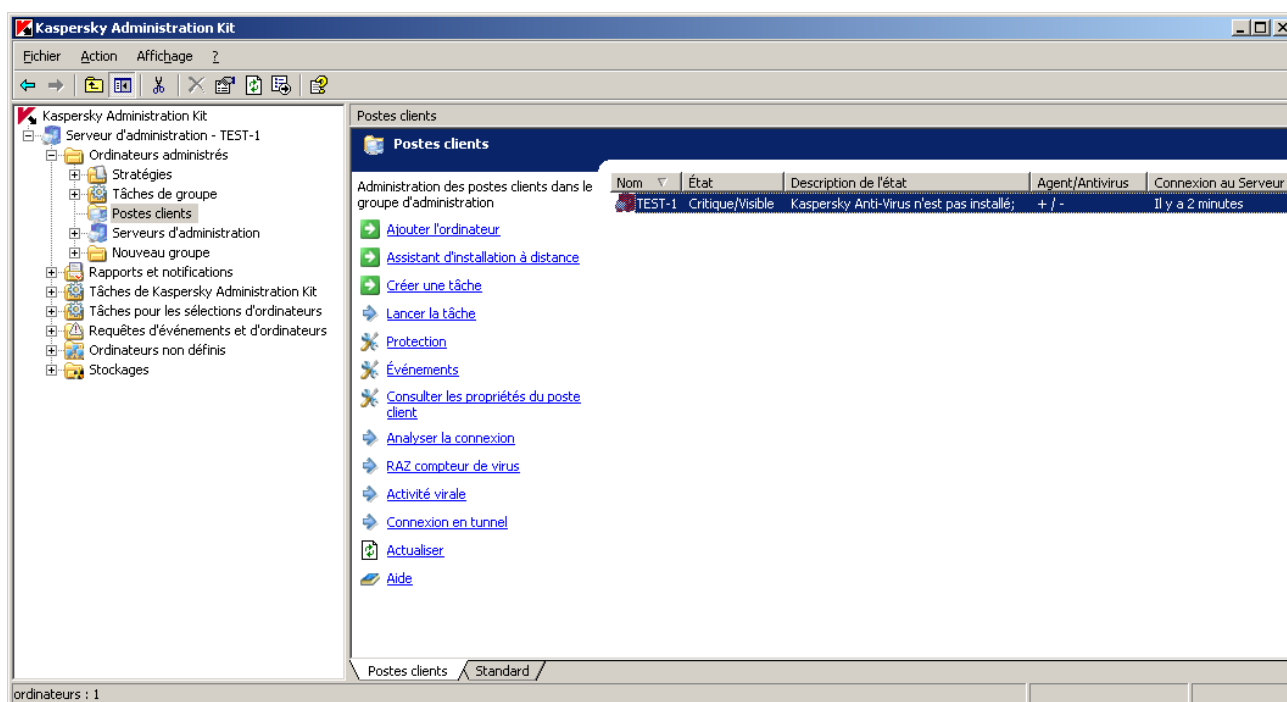 Kaspersky Administration Kit
Fichier Action Affichage ?
Kaspersky Administration Kit
Serveur d'administration - TEST-1
Ordinateurs administrés
Stratégies
Tâches de groupe
Postes clients
Serveurs d'administration
Nouveau groupe
Rapports et notifications
Tâches de Kaspersky Administration Kit
Tâches pour les sélections d'ordinateurs
Requêtes d'événements et d'ordinateurs
Ordinateurs non définis
Stockages
Postes clients
Postes clients
Administration des postes clients dans le
groupe d'administration
Ajouter l'ordinateur
Assistant d'installation à distance
Créer une tâche
Lancer la tâche
Protection
Événements
Consulter les propriétés du poste
client
Analyser la connexion
RAZ compteur de virus
Activité virale
Connexion en tunnel
Actualiser
Aide
Nom État Description de l'état Agent/Antivirus Connexion au Serveur
TEST-1 Critique/Visible Kaspersky Anti-Virus n'est pas installé; + / - Il y a 2 minutes
Postes clients Standard
ordinateurs : 1